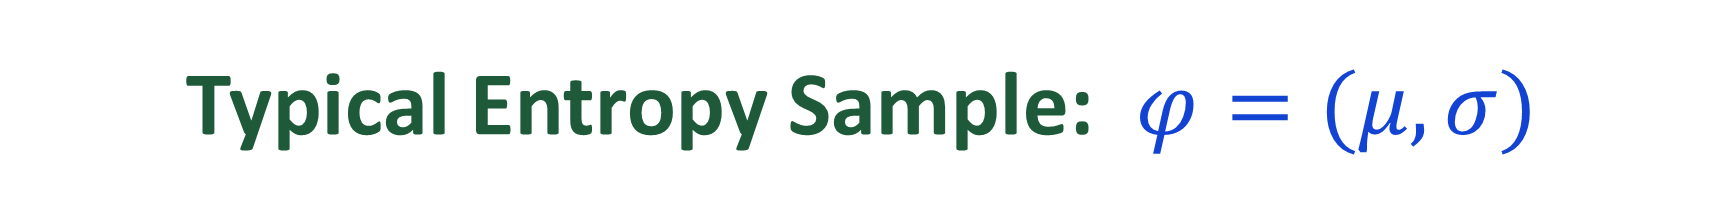 Typical Entropy Sample: φ = (μ, σ)